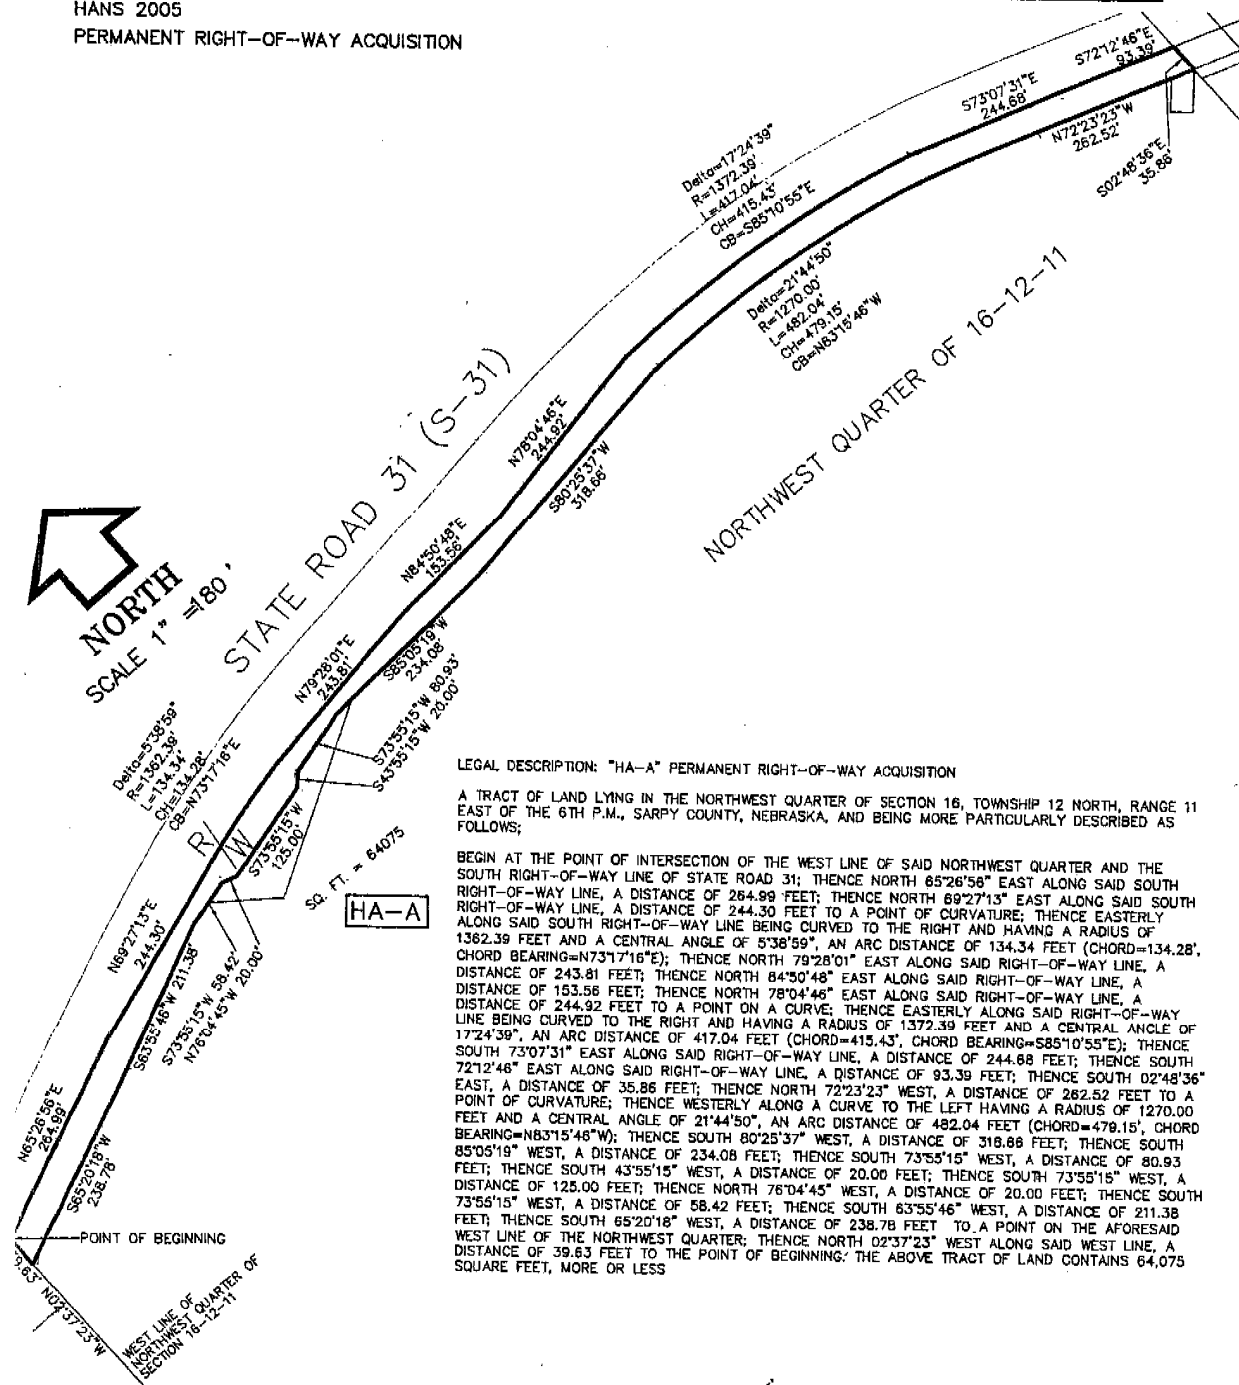 HANS 2005
PERMANENT RIGHT-OF-WAY ACQUISITION
S72°12'46"E
93.39'
S73°07'31"E
244.68'
N72°23'23"W
262.52'
S02°48'36"E
35.86'
Delta=17°24'39"
R=1372.39'
L=417.04'
CH=415.43'
CB=S85°10'55"E
Delta=21°44'50"
R=1270.00'
L=482.04'
CH=479.15'
CB=N83°15'46"W
NORTHWEST QUARTER OF 16-12-11
STATE ROAD 31 (S-31)
N78°04'46"E
244.92'
S80°25'37"W
318.66'
NORTH
SCALE 1" =180'
N84°50'48"E
153.56'
S85°05'19"W
234.08'
N79°28'01"E
243.81'
S73°55'15"W 80.93'
S43°55'15"W 20.00'
Delta=5°38'59"
R=1362.39'
L=134.34'
CH=134.28'
CB=N73°17'16"E
R/W
S73°55'15"W
125.00'
SQ. FT. = 64075
HA-A
N69°27'13"E
244.30'
S63°55'46"W 211.38'
S73°55'15"W 58.42'
N76°04'45"W 20.00'
N65°26'56"E
264.99'
S65°20'18"W
238.78'
POINT OF BEGINNING
9.63' N02°37'23"W
WEST LINE OF
NORTHWEST QUARTER OF
SECTION 16-12-11
LEGAL DESCRIPTION: "HA-A" PERMANENT RIGHT-OF-WAY ACQUISITION
A TRACT OF LAND LYING IN THE NORTHWEST QUARTER OF SECTION 16, TOWNSHIP 12 NORTH, RANGE 11
EAST OF THE 6TH P.M., SARPY COUNTY, NEBRASKA, AND BEING MORE PARTICULARLY DESCRIBED AS
FOLLOWS;
BEGIN AT THE POINT OF INTERSECTION OF THE WEST LINE OF SAID NORTHWEST QUARTER AND THE
SOUTH RIGHT-OF-WAY LINE OF STATE ROAD 31; THENCE NORTH 65°26'56" EAST ALONG SAID SOUTH
RIGHT-OF-WAY LINE, A DISTANCE OF 264.99 FEET; THENCE NORTH 69°27'13" EAST ALONG SAID SOUTH
RIGHT-OF-WAY LINE, A DISTANCE OF 244.30 FEET TO A POINT OF CURVATURE; THENCE EASTERLY
ALONG SAID SOUTH RIGHT-OF-WAY LINE BEING CURVED TO THE RIGHT AND HAVING A RADIUS OF
1362.39 FEET AND A CENTRAL ANGLE OF 5°38'59", AN ARC DISTANCE OF 134.34 FEET (CHORD=134.28',
CHORD BEARING=N73°17'16"E); THENCE NORTH 79°28'01" EAST ALONG SAID RIGHT-OF-WAY LINE, A
DISTANCE OF 243.81 FEET; THENCE NORTH 84°50'48" EAST ALONG SAID RIGHT-OF-WAY LINE, A
DISTANCE OF 153.56 FEET; THENCE NORTH 78°04'46" EAST ALONG SAID RIGHT-OF-WAY LINE, A
DISTANCE OF 244.92 FEET TO A POINT ON A CURVE; THENCE EASTERLY ALONG SAID RIGHT-OF-WAY
LINE BEING CURVED TO THE RIGHT AND HAVING A RADIUS OF 1372.39 FEET AND A CENTRAL ANGLE OF
17°24'39", AN ARC DISTANCE OF 417.04 FEET (CHORD=415.43', CHORD BEARING=S85°10'55"E); THENCE
SOUTH 73°07'31" EAST ALONG SAID RIGHT-OF-WAY LINE, A DISTANCE OF 244.68 FEET; THENCE SOUTH
72°12'46" EAST ALONG SAID RIGHT-OF-WAY LINE, A DISTANCE OF 93.39 FEET; THENCE SOUTH 02°48'36"
EAST, A DISTANCE OF 35.86 FEET; THENCE NORTH 72°23'23" WEST, A DISTANCE OF 262.52 FEET TO A
POINT OF CURVATURE; THENCE WESTERLY ALONG A CURVE TO THE LEFT HAVING A RADIUS OF 1270.00
FEET AND A CENTRAL ANGLE OF 21°44'50", AN ARC DISTANCE OF 482.04 FEET (CHORD=479.15', CHORD
BEARING=N83°15'46"W); THENCE SOUTH 80°25'37" WEST, A DISTANCE OF 318.66 FEET; THENCE SOUTH
85°05'19" WEST, A DISTANCE OF 234.08 FEET; THENCE SOUTH 73°55'15" WEST, A DISTANCE OF 80.93
FEET; THENCE SOUTH 43°55'15" WEST, A DISTANCE OF 20.00 FEET; THENCE SOUTH 73°55'15" WEST, A
DISTANCE OF 125.00 FEET; THENCE NORTH 76°04'45" WEST, A DISTANCE OF 20.00 FEET; THENCE SOUTH
73°55'15" WEST, A DISTANCE OF 58.42 FEET; THENCE SOUTH 63°55'46" WEST, A DISTANCE OF 211.38
FEET; THENCE SOUTH 65°20'18" WEST, A DISTANCE OF 238.78 FEET TO A POINT ON THE AFORESAID
WEST LINE OF THE NORTHWEST QUARTER; THENCE NORTH 02°37'23" WEST ALONG SAID WEST LINE, A
DISTANCE OF 39.63 FEET TO THE POINT OF BEGINNING. THE ABOVE TRACT OF LAND CONTAINS 64,075
SQUARE FEET, MORE OR LESS